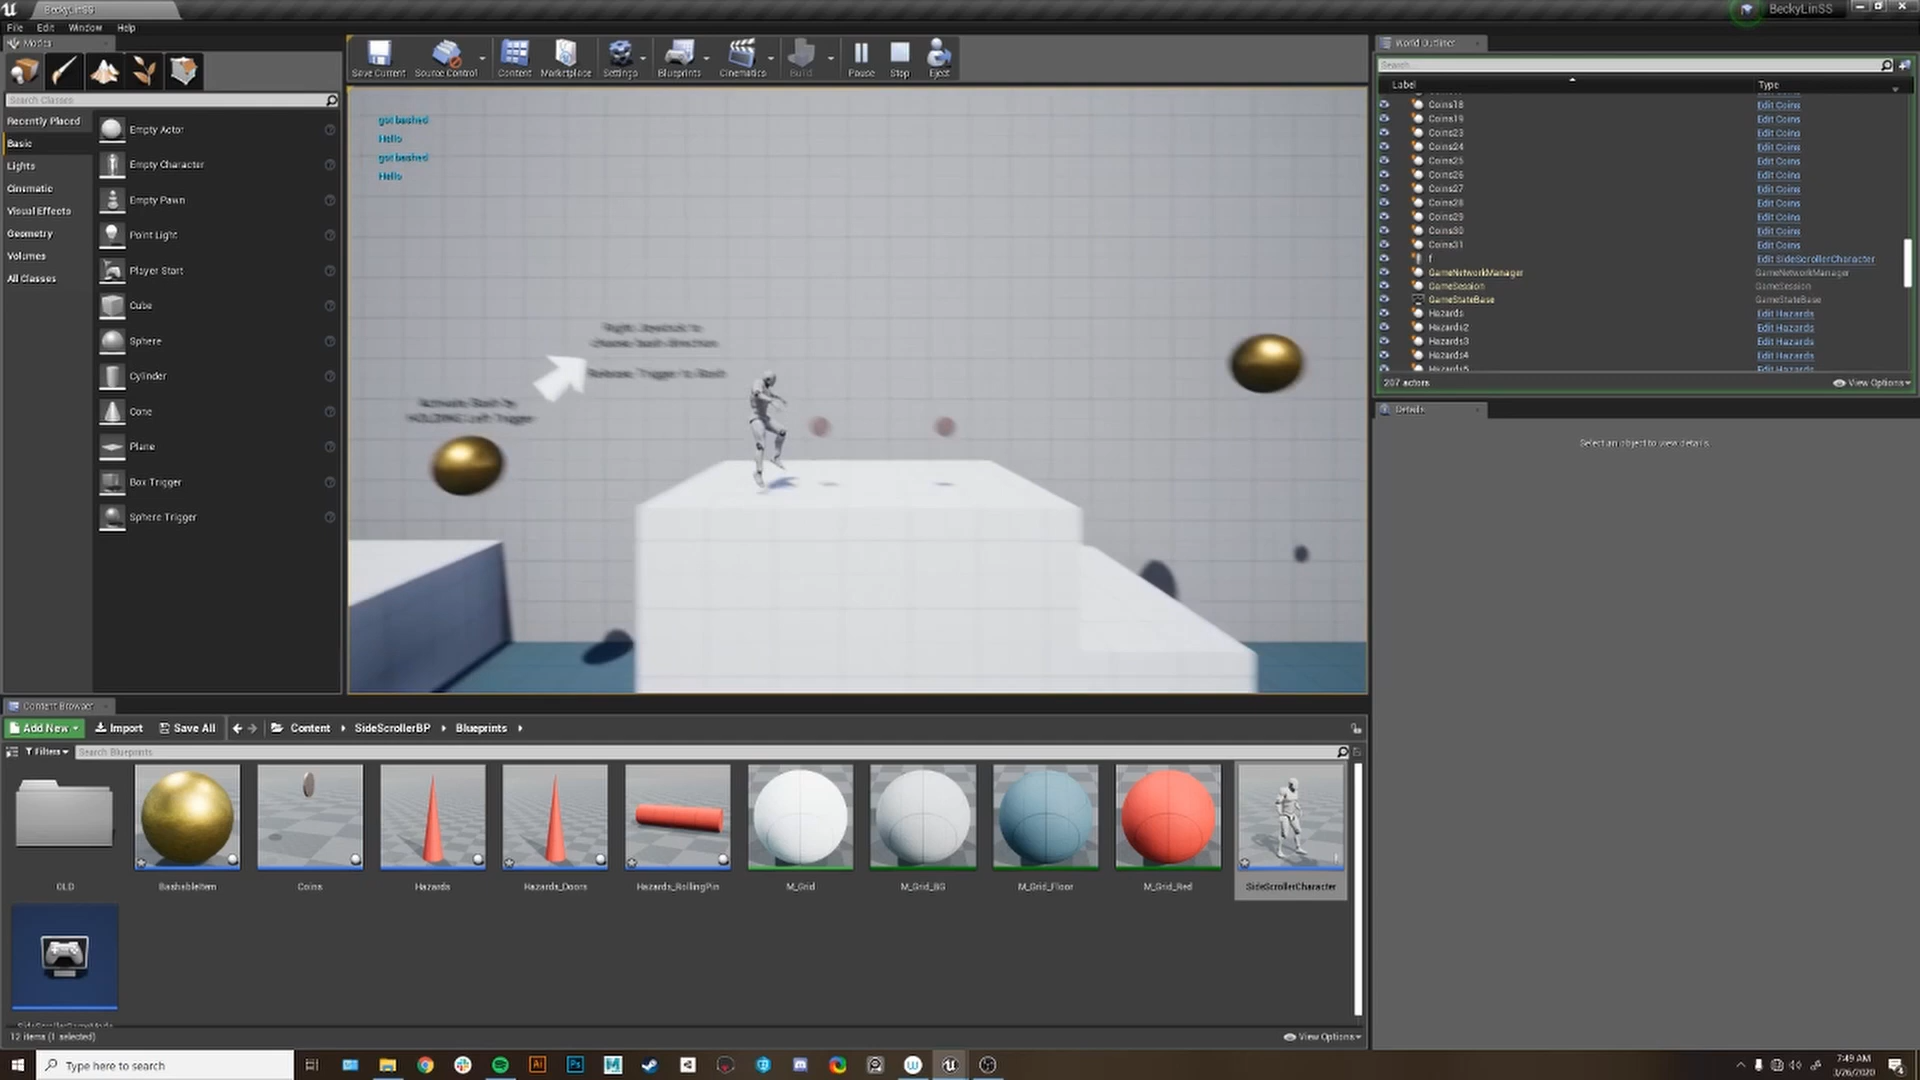 BeckyLinSS
BeckyLinSS
File Edit Window Help
Modes
World Outliner
Save Current Source Control Content Marketplace Settings Blueprints Cinematics Build Pause Stop Eject
Search Classes
Search...
Label Type
Recently Placed
Basic
Lights
Cinematic
Visual Effects
Geometry
Volumes
All Classes
Empty Actor
Empty Character
Empty Pawn
Point Light
Player Start
Cube
Sphere
Cylinder
Cone
Plane
Box Trigger
Sphere Trigger
got bashed
Hello
got bashed
Hello
Right Joystick to
choose bash direction
Release Trigger to Bash
Activate Bash by
HOLDING Left Trigger
Coins18 Edit Coins
Coins19 Edit Coins
Coins23 Edit Coins
Coins24 Edit Coins
Coins25 Edit Coins
Coins26 Edit Coins
Coins27 Edit Coins
Coins28 Edit Coins
Coins29 Edit Coins
Coins30 Edit Coins
Coins31 Edit Coins
f Edit SideScrollerCharacter
GameNetworkManager GameNetworkManager
GameSession GameSession
GameStateBase GameStateBase
Hazards Edit Hazards
Hazards2 Edit Hazards
Hazards3 Edit Hazards
Hazards4 Edit Hazards
Hazards5 Edit Hazards
207 actors View Options
Details
Select an object to view details.
Content Browser
Add New Import Save All Content SideScrollerBP Blueprints
Filters Search Blueprints
OLD BashableItem Coins Hazards Hazards_Doors Hazards_RollingPin M_Grid M_Grid_BG M_Grid_Floor M_Grid_Red SideScrollerCharacter
SideScrollerGameMode
12 items (1 selected) View Options
Type here to search
7:49 AM
3/26/2020